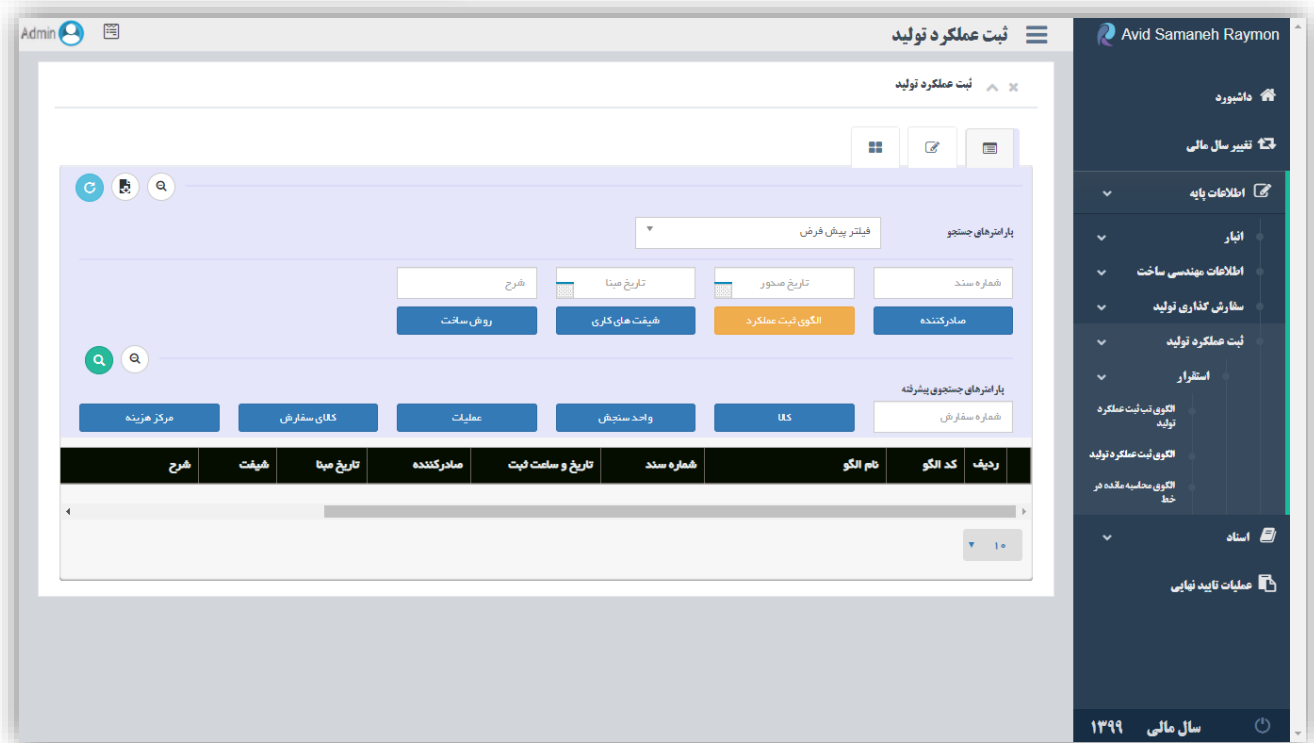 Avid Samaneh Raymon
داشبورد
تغییر سال مالی
اطلاعات پایه
انبار
اطلاعات مهندسی ساخت
سفارش گذاری تولید
ثبت عملکرد تولید
استقرار
الگوی تب ثبت عملکرد
تولید
الگوی ثبت عملکرد تولید
الگوی محاسبه مانده در
خط
اسناد
عملیات تایید نهایی
سال مالی ۱۳۹۹
ثبت عملکرد تولید
Admin
ثبت عملکرد تولید
پارامترهای جستجو
فیلتر پیش فرض
شماره سند تاریخ صدور تاریخ مبنا شرح
صادرکننده الگوی ثبت عملکرد شیفت های کاری روش ساخت
پارامترهای جستجوی پیشرفته
شماره سفارش کالا واحد سنجش عملیات کالای سفارش مرکز هزینه
ردیف کد الگو نام الگو شماره سند تاریخ و ساعت ثبت صادرکننده تاریخ مبنا شیفت شرح
۱۰